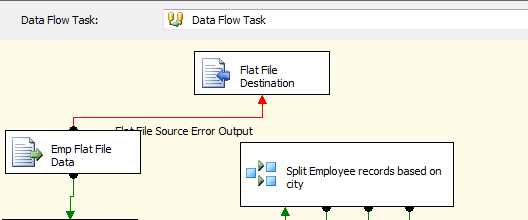 Data Flow Task:
Data Flow Task
Flat File
Destination
Flat File Source Error Output
Emp Flat File
Data
Split Employee records based on
city